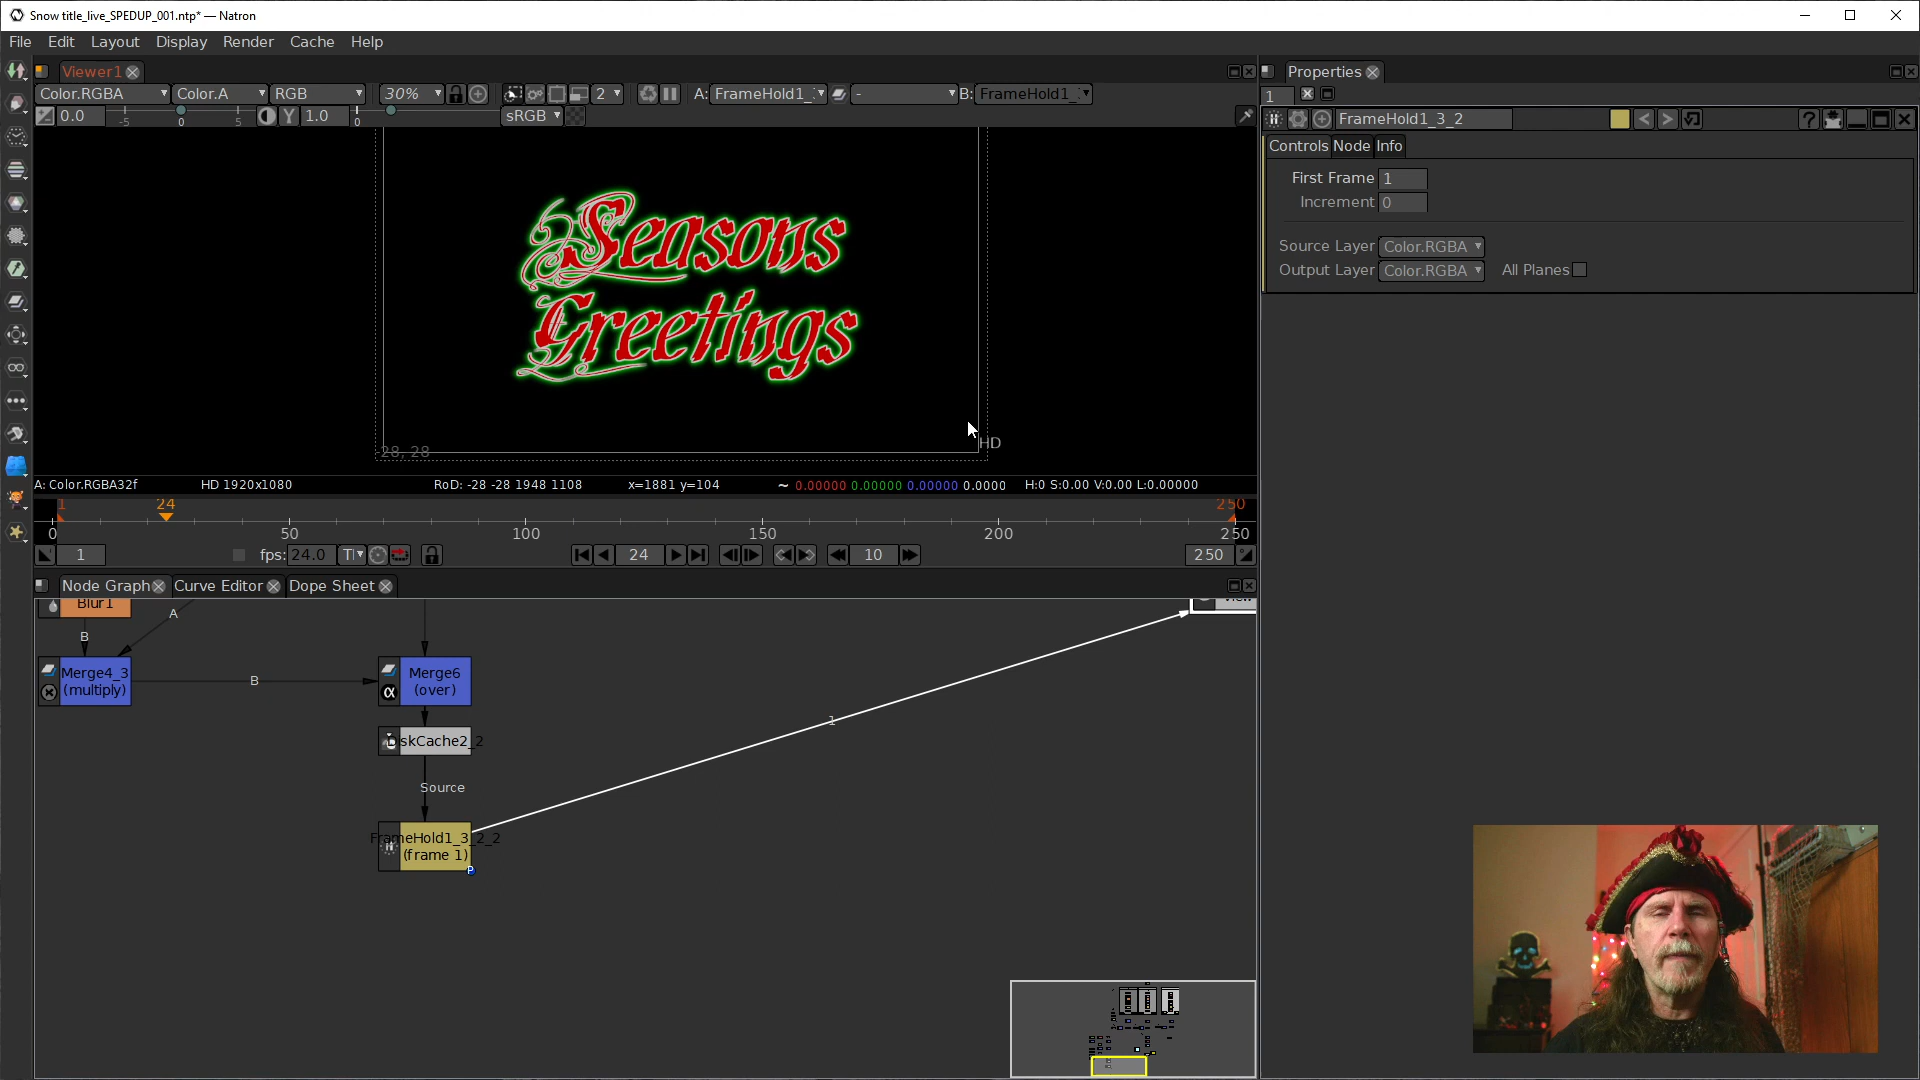 Snow title_live_SPEDUP_001.ntp* — Natron
File Edit Layout Display Render Cache Help
Viewer1
Color.RGBA Color.A RGB 30% 2 A: FrameHold1_ - B: FrameHold1_
0.0 -5 0 5 Y 1.0 0 sRGB
Seasons
Greetings
-28, 28
HD
A: Color.RGBA32f HD 1920x1080 RoD: -28 -28 1948 1108 x=1881 y=104 ~ 0.00000 0.00000 0.00000 0.0000 H:0 S:0.00 V:0.00 L:0.00000
1 24 250
0 50 100 150 200 250
1 fps: 24.0 24 10 250
Node Graph Curve Editor Dope Sheet
Blur1
A
B
Merge4_3
(multiply)
B
Merge6
(over)
skCache2_2
1
Source
FrameHold1_3_2_2
(frame 1)
P
Properties
1
FrameHold1_3_2
Controls Node Info
First Frame 1
Increment 0
Source Layer Color.RGBA
Output Layer Color.RGBA All Planes